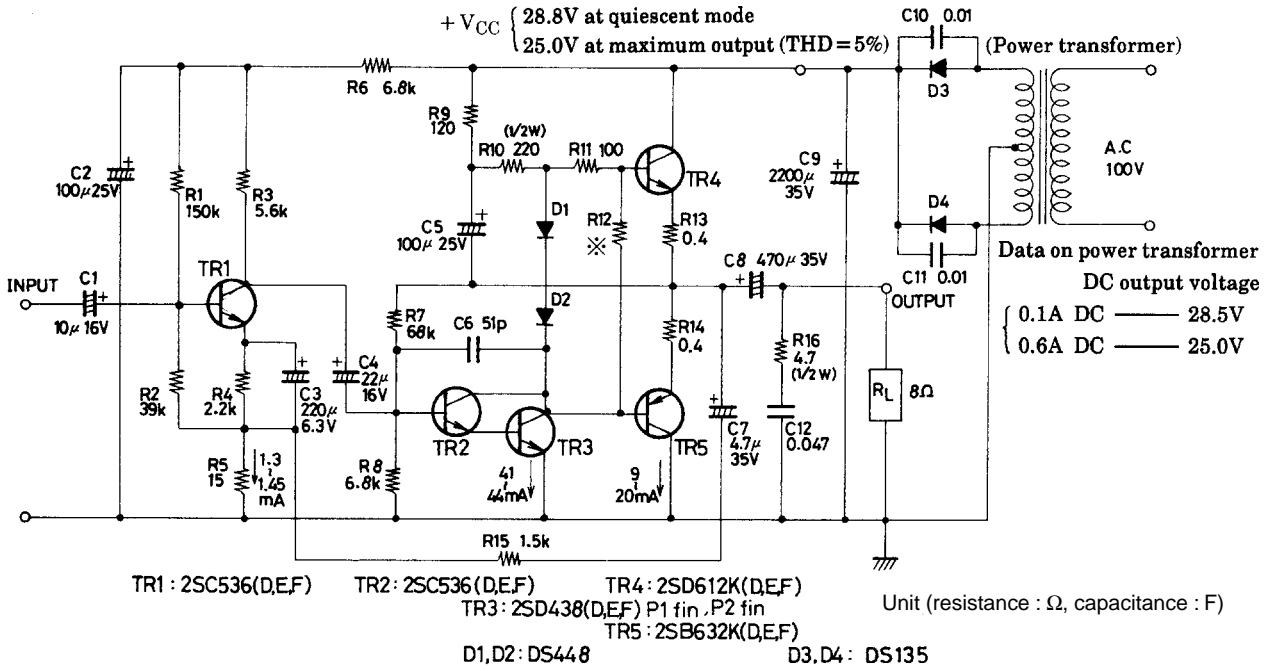 + VCC { 28.8V at quiescent mode
25.0V at maximum output (THD=5%)
C10 0.01
(Power transformer)
R6 6.8k
D3
R9
120
(1/2W)
R10 220
R11 100
TR4
C2
100μ25V
R1
150k
R3
5.6k
C9
2200μ
35V
A.C
100V
D1
R12
※
R13
0.4
D4
C5
100μ 25V
C11 0.01
Data on power transformer
DC output voltage
0.1A DC —— 28.5V
0.6A DC —— 25.0V
INPUT
C1
10μ 16V
TR1
C8 470μ 35V
OUTPUT
D2
R7
68k
C6 51p
R14
0.4
R16
4.7
(1/2W)
RL
8Ω
R2
39k
R4
2.2k
C3
220μ
6.3V
C4
22μ
16V
TR2
TR3
TR5
C7
4.7μ
35V
C12
0.047
R5
15
1.3
~
1.45
mA
R8
6.8k
41
~
44mA
9
~
20mA
R15 1.5k
TR1 : 2SC536(D,E,F)
TR2 : 2SC536(D,E,F)
TR4 : 2SD612K(D,E,F)
TR3 : 2SD438(D,E,F) P1 fin, P2 fin
TR5 : 2SB632K(D,E,F)
Unit (resistance : Ω, capacitance : F)
D1,D2 : DS448
D3,D4 : DS135